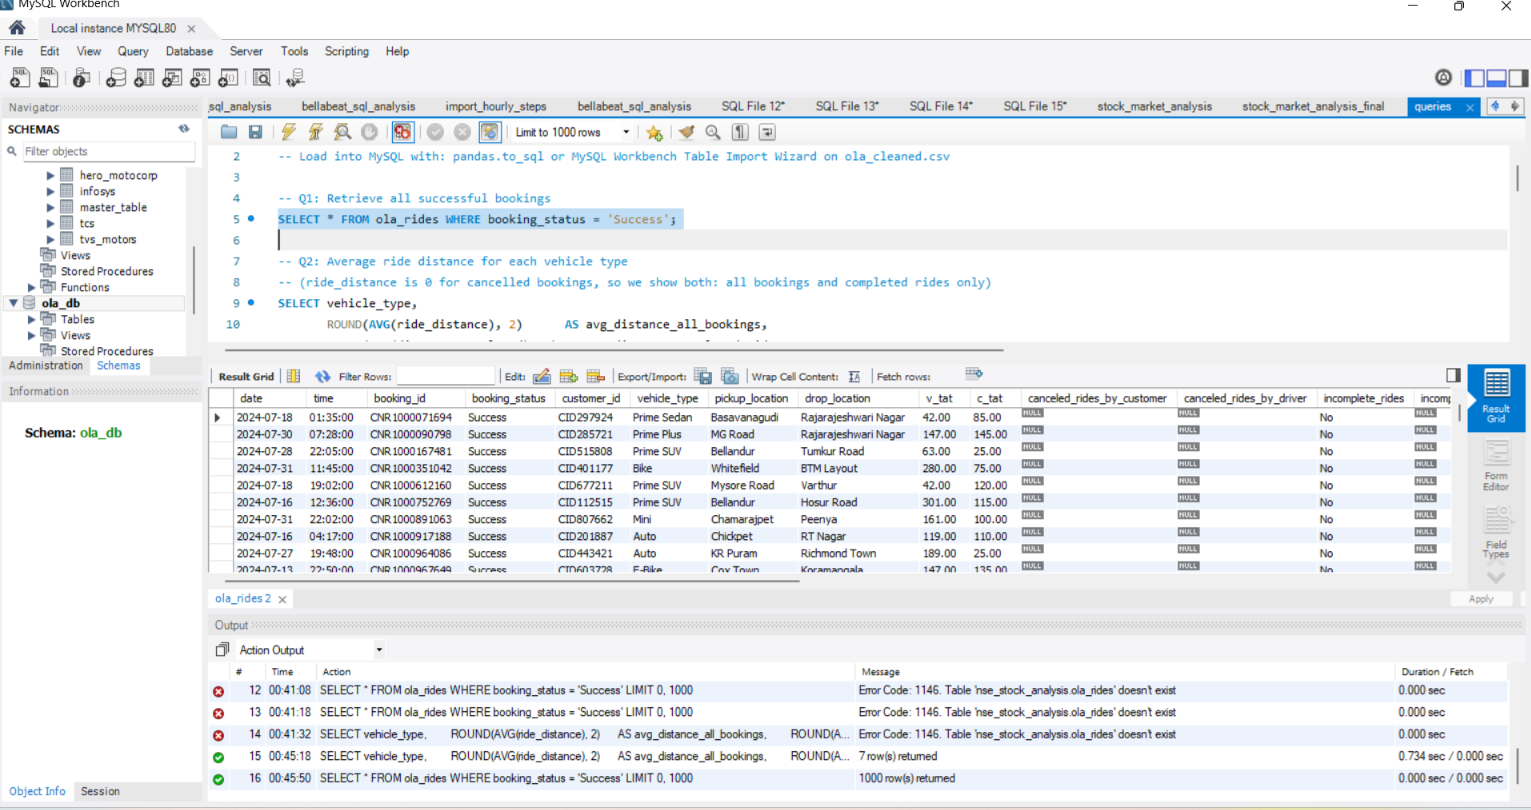 MySQL Workbench
Local instance MYSQL80
File Edit View Query Database Server Tools Scripting Help
Navigator
SCHEMAS
Filter objects
hero_motocorp
infosys
master_table
tcs
tvs_motors
Views
Stored Procedures
Functions
ola_db
Tables
Views
Stored Procedures
Administration Schemas
Information
Schema: ola_db
Object Info Session
sql_analysis bellabeat_sql_analysis import_hourly_steps bellabeat_sql_analysis SQL File 12* SQL File 13* SQL File 14* SQL File 15* stock_market_analysis stock_market_analysis_final queries
Limit to 1000 rows
2 -- Load into MySQL with: pandas.to_sql or MySQL Workbench Table Import Wizard on ola_cleaned.csv
3
4 -- Q1: Retrieve all successful bookings
5 SELECT * FROM ola_rides WHERE booking_status = 'Success';
6
7 -- Q2: Average ride distance for each vehicle type
8 -- (ride_distance is 0 for cancelled bookings, so we show both: all bookings and completed rides only)
9 SELECT vehicle_type,
10 ROUND(AVG(ride_distance), 2) AS avg_distance_all_bookings,
Result Grid Filter Rows: Edit: Export/Import: Wrap Cell Content: Fetch rows:
date time booking_id booking_status customer_id vehicle_type pickup_location drop_location v_tat c_tat canceled_rides_by_customer canceled_rides_by_driver incomplete_rides incomp
2024-07-18 01:35:00 CNR1000071694 Success CID297924 Prime Sedan Basavanagudi Rajarajeshwari Nagar 42.00 85.00 NULL NULL No NULL
2024-07-30 07:28:00 CNR1000090798 Success CID285721 Prime Plus MG Road Rajarajeshwari Nagar 147.00 145.00 NULL NULL No NULL
2024-07-28 22:05:00 CNR1000167481 Success CID515808 Prime SUV Bellandur Tumkur Road 63.00 25.00 NULL NULL No NULL
2024-07-31 11:45:00 CNR1000351042 Success CID401177 Bike Whitefield BTM Layout 280.00 75.00 NULL NULL No NULL
2024-07-18 19:02:00 CNR1000612160 Success CID677211 Prime SUV Mysore Road Varthur 42.00 120.00 NULL NULL No NULL
2024-07-16 12:36:00 CNR1000752769 Success CID112515 Prime SUV Bellandur Hosur Road 301.00 115.00 NULL NULL No NULL
2024-07-31 22:02:00 CNR1000891063 Success CID807662 Mini Chamarajpet Peenya 161.00 100.00 NULL NULL No NULL
2024-07-16 04:17:00 CNR1000917188 Success CID201887 Auto Chickpet RT Nagar 119.00 110.00 NULL NULL No NULL
2024-07-27 19:48:00 CNR1000964086 Success CID443421 Auto KR Puram Richmond Town 189.00 25.00 NULL NULL No NULL
2024-07-13 22:50:00 CNR1000967649 Success CID603728 E-Bike Cox Town Koramangala 147.00 135.00 NULL NULL No NULL
Result Grid
Form Editor
Field Types
ola_rides 2
Apply
Output
Action Output
# Time Action Message Duration / Fetch
12 00:41:08 SELECT * FROM ola_rides WHERE booking_status = 'Success' LIMIT 0, 1000 Error Code: 1146. Table 'nse_stock_analysis.ola_rides' doesn't exist 0.000 sec
13 00:41:18 SELECT * FROM ola_rides WHERE booking_status = 'Success' LIMIT 0, 1000 Error Code: 1146. Table 'nse_stock_analysis.ola_rides' doesn't exist 0.000 sec
14 00:41:32 SELECT vehicle_type, ROUND(AVG(ride_distance), 2) AS avg_distance_all_bookings, ROUND(A... Error Code: 1146. Table 'nse_stock_analysis.ola_rides' doesn't exist 0.000 sec
15 00:45:18 SELECT vehicle_type, ROUND(AVG(ride_distance), 2) AS avg_distance_all_bookings, ROUND(A... 7 row(s) returned 0.734 sec / 0.000 sec
16 00:45:50 SELECT * FROM ola_rides WHERE booking_status = 'Success' LIMIT 0, 1000 1000 row(s) returned 0.000 sec / 0.000 sec